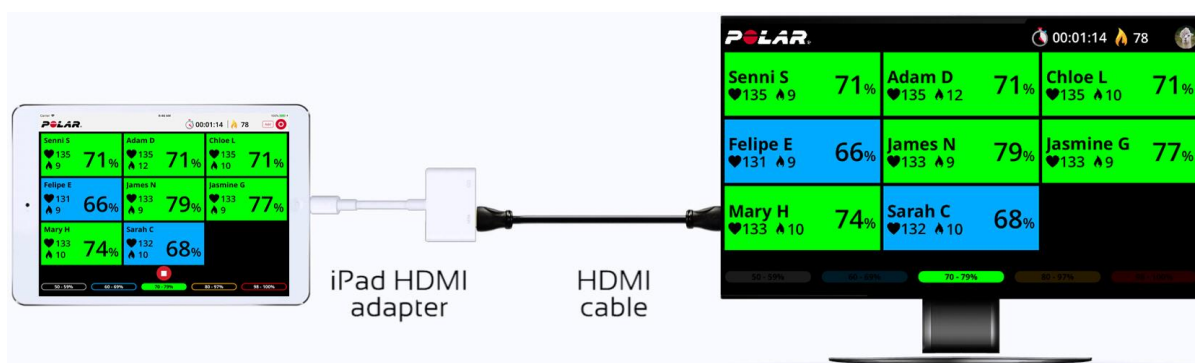 POLAR
00:01:14 78
Senni S
135
9
71%
Adam D
135
12
71%
Chloe L
135
10
71%
Felipe E
131
9
66%
James N
133
9
79%
Jasmine G
133
9
77%
Mary H
133
10
74%
Sarah C
132
10
68%
50 - 59% 60 - 69% 70 - 79% 80 - 97% 98 - 100%
iPad HDMI
adapter
HDMI
cable
POLAR
00:01:14 78
Senni S
135 9 71%
Adam D
135 12 71%
Chloe L
135 10 71%
Felipe E
131 9 66%
James N
133 9 79%
Jasmine G
133 9 77%
Mary H
133 10 74%
Sarah C
132 10 68%
50 - 59% 60 - 69% 70 - 79% 80 - 97%